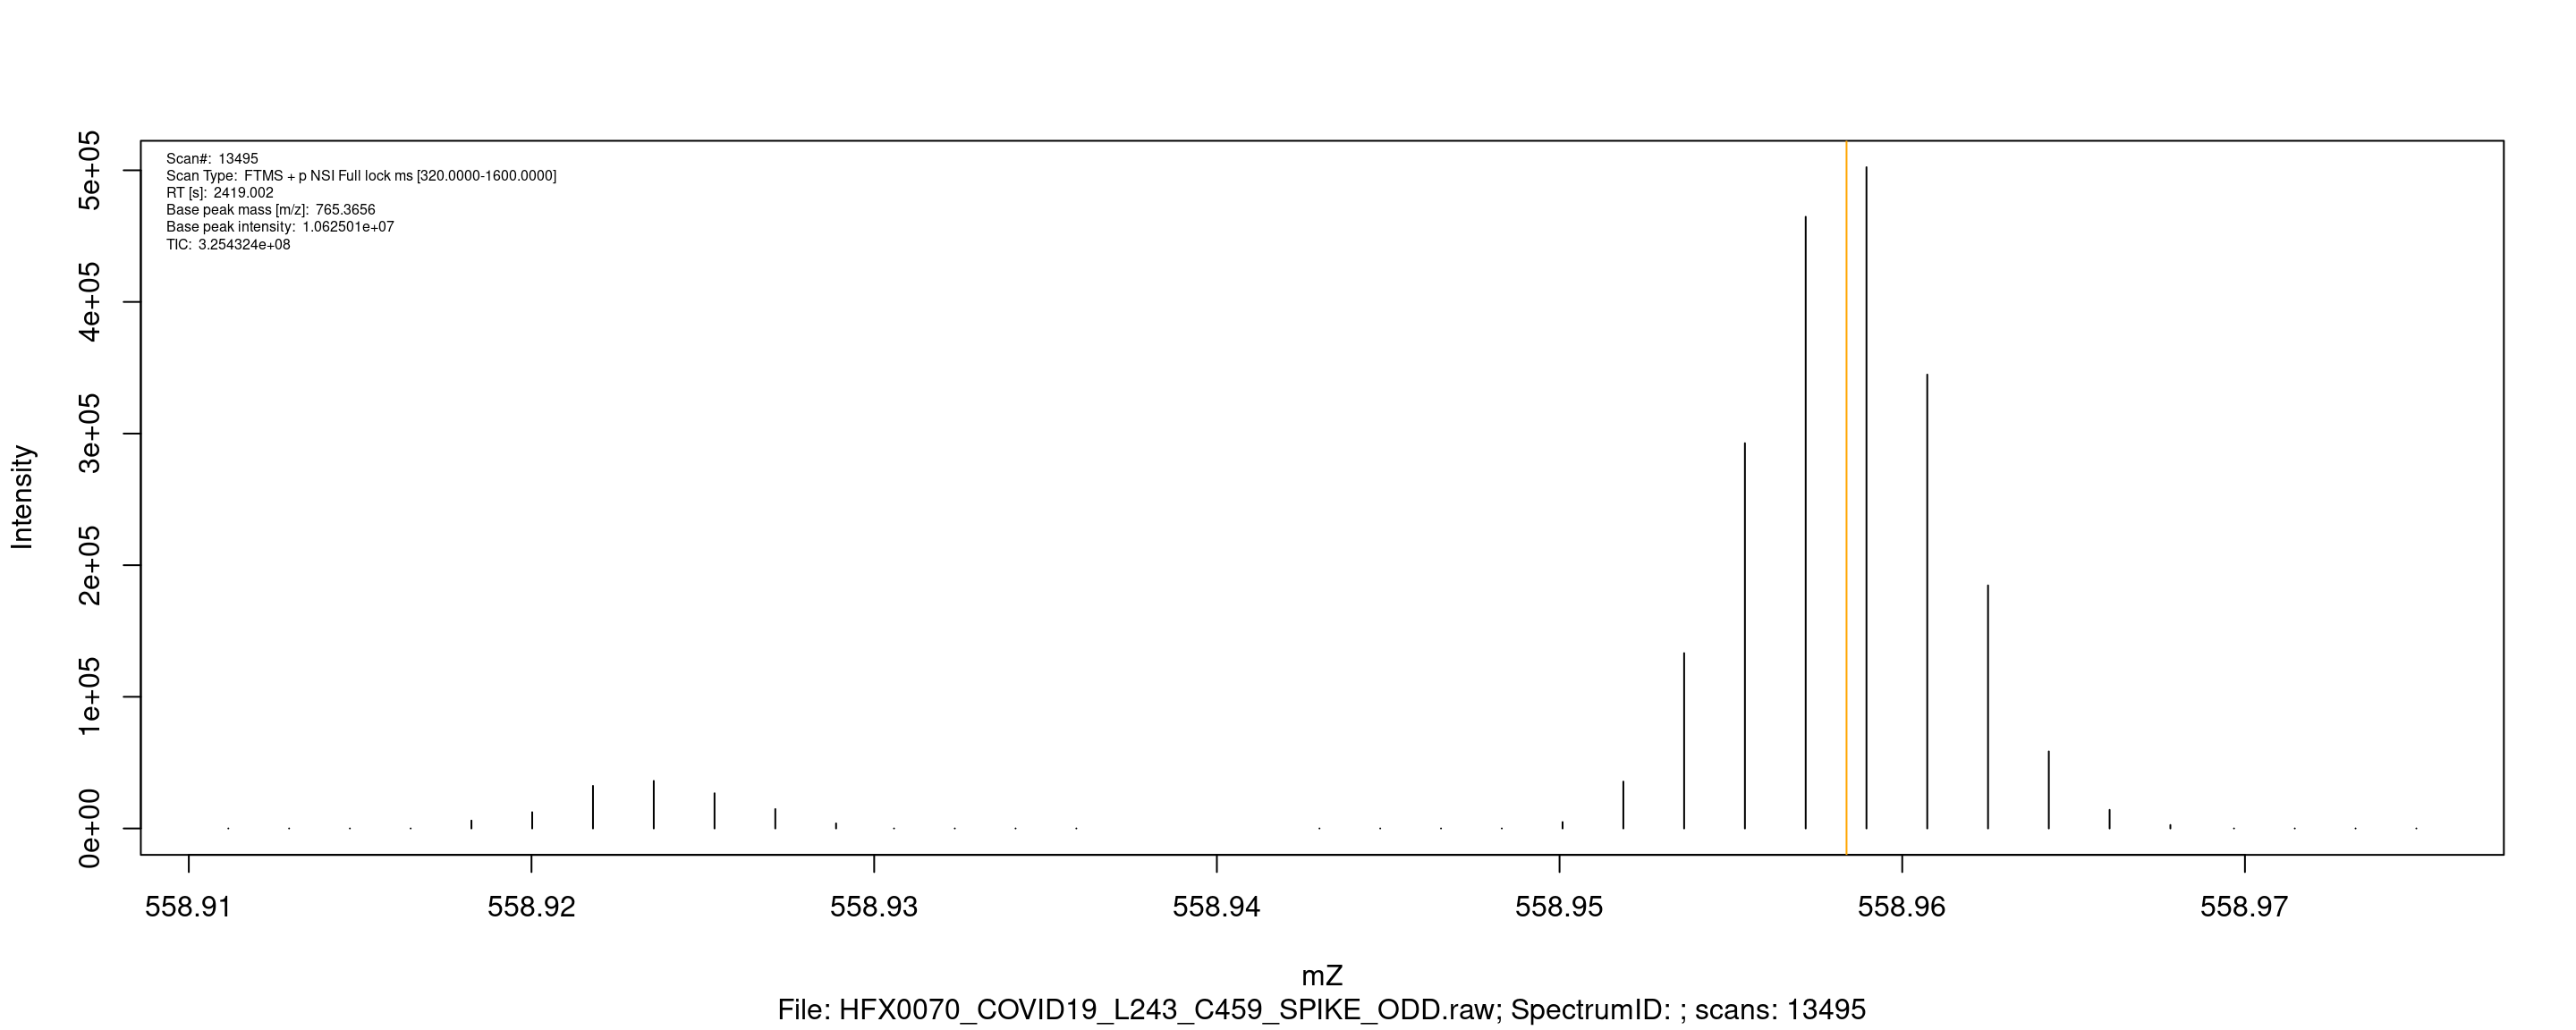 Scan#: 13495
Scan Type: FTMS + p NSI Full lock ms [320.0000-1600.0000]
RT [s]: 2419.002
Base peak mass [m/z]: 765.3656
Base peak intensity: 1.062501e+07
TIC: 3.254324e+08
5e+05
4e+05
3e+05
2e+05
1e+05
0e+00
Intensity
558.91 558.92 558.93 558.94 558.95 558.96 558.97
mZ
File: HFX0070_COVID19_L243_C459_SPIKE_ODD.raw; SpectrumID: ; scans: 13495